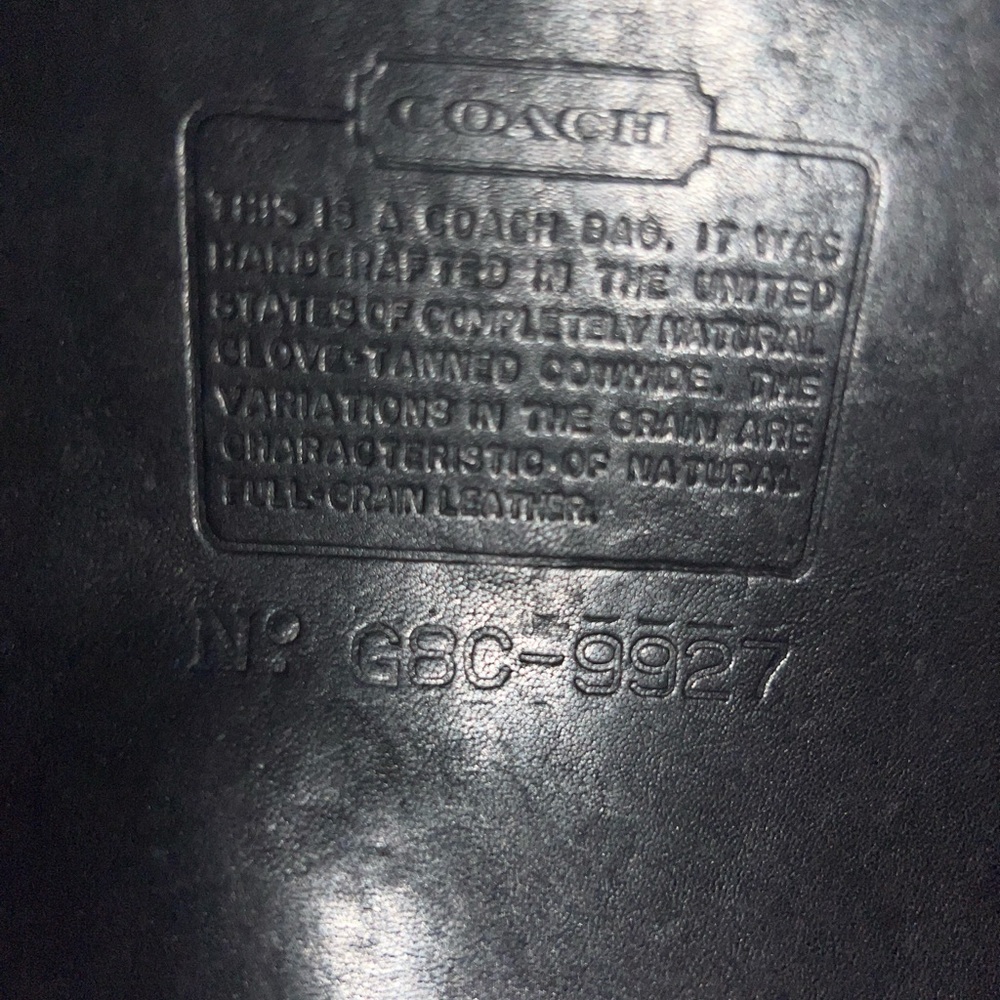 COACH
THIS IS A COACH BAG. IT WAS
HANDCRAFTED IN THE UNITED
STATES OF COMPLETELY NATURAL
GLOVE-TANNED COWHIDE. THE
VARIATIONS IN THE GRAIN ARE
CHARACTERISTIC OF NATURAL
FULL-GRAIN LEATHER.
Nº G8C-9927